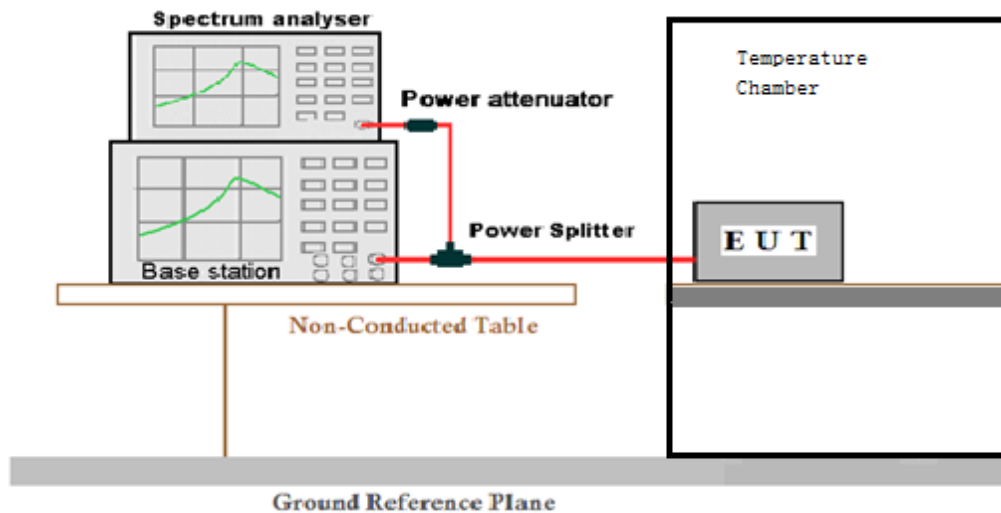 Spectrum analyser
Temperature
Chamber
Power attenuator
Power Splitter
E U T
Base station
Non-Conducted Table
Ground Reference Plane